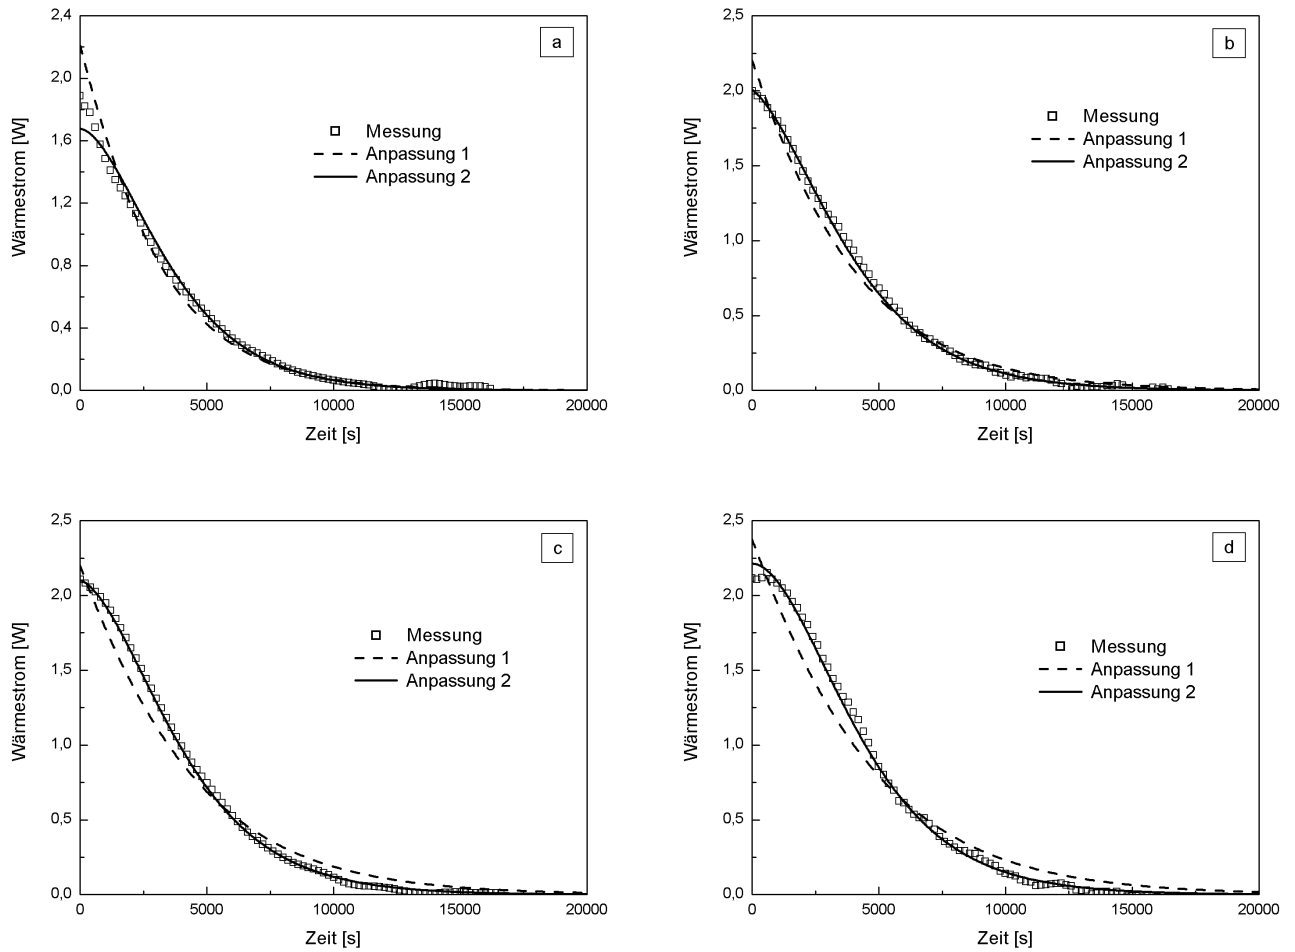 2,4
2,0
1,6
1,2
0,8
0,4
0,0
Wärmestrom [W]
a
Messung
Anpassung 1
Anpassung 2
0 5000 10000 15000 20000
Zeit [s]
2,5
2,0
1,5
1,0
0,5
0,0
Wärmestrom [W]
b
Messung
Anpassung 1
Anpassung 2
0 5000 10000 15000 20000
Zeit [s]
2,5
2,0
1,5
1,0
0,5
0,0
Wärmestrom [W]
c
Messung
Anpassung 1
Anpassung 2
0 5000 10000 15000 20000
Zeit [s]
2,5
2,0
1,5
1,0
0,5
0,0
Wärmestrom [W]
d
Messung
Anpassung 1
Anpassung 2
0 5000 10000 15000 20000
Zeit [s]